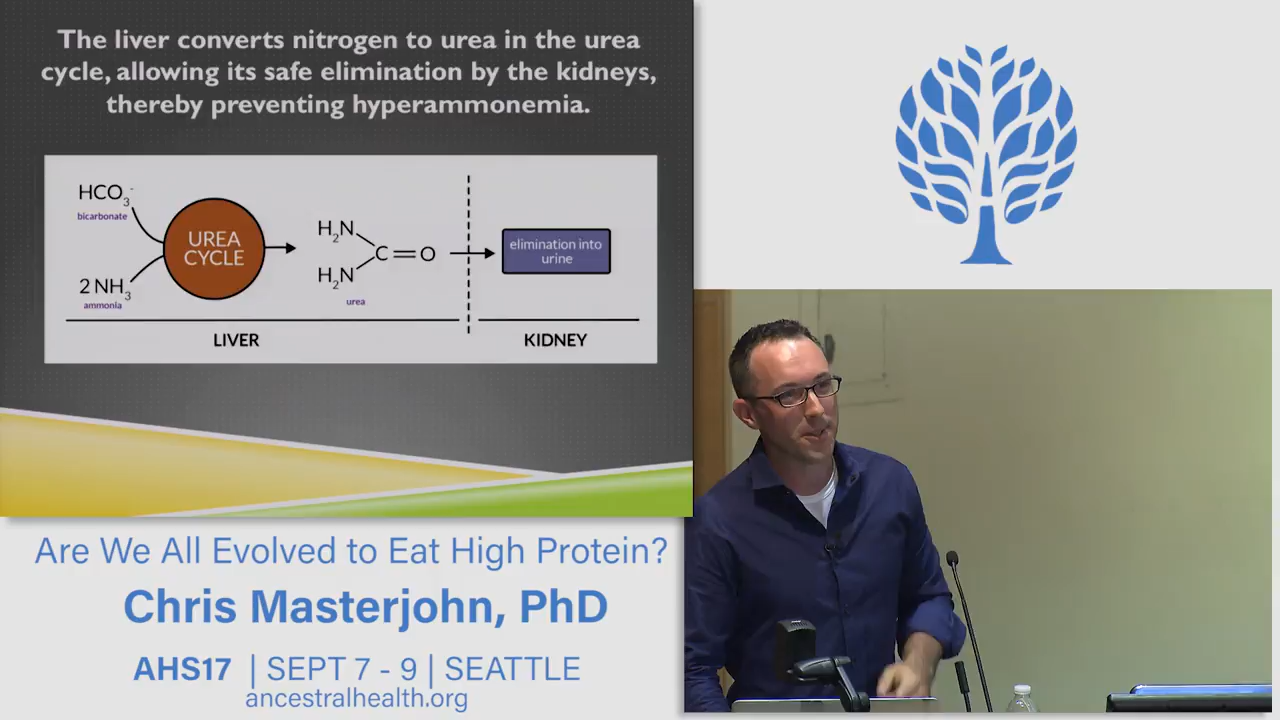 The liver converts nitrogen to urea in the urea
cycle, allowing its safe elimination by the kidneys,
thereby preventing hyperammonemia.
HCO3-
bicarbonate
2 NH3
ammonia
UREA
CYCLE
H2N
H2N
C
O
urea
elimination into
urine
LIVER
KIDNEY
Are We All Evolved to Eat High Protein?
Chris Masterjohn, PhD
AHS17 | SEPT 7 - 9 | SEATTLE
ancestralhealth.org